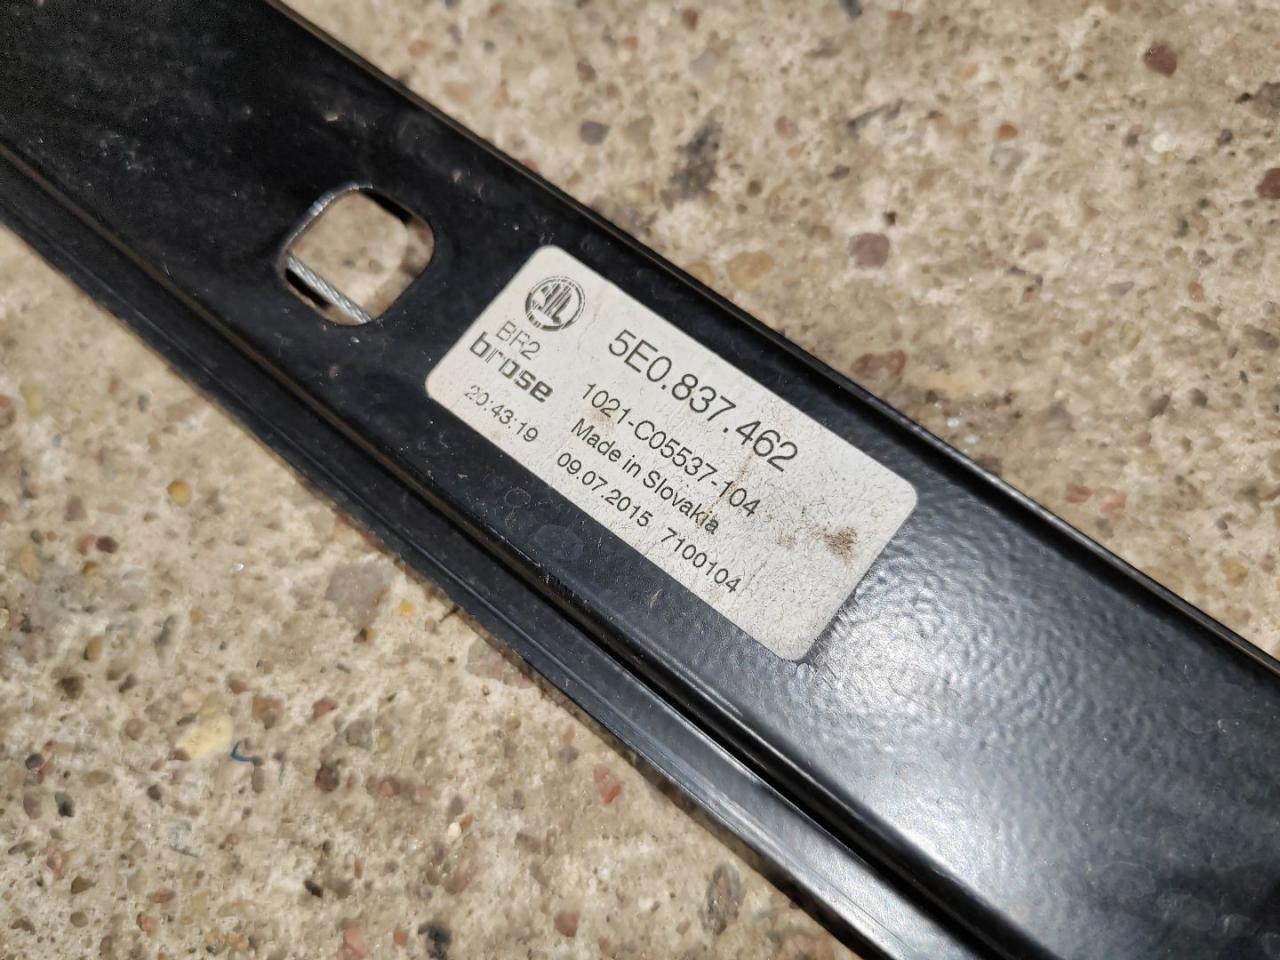 5E0.837.462
BR2
brose
1021-C05537-104
Made in Slovakia
20:43:19
09.07.2015 7100104